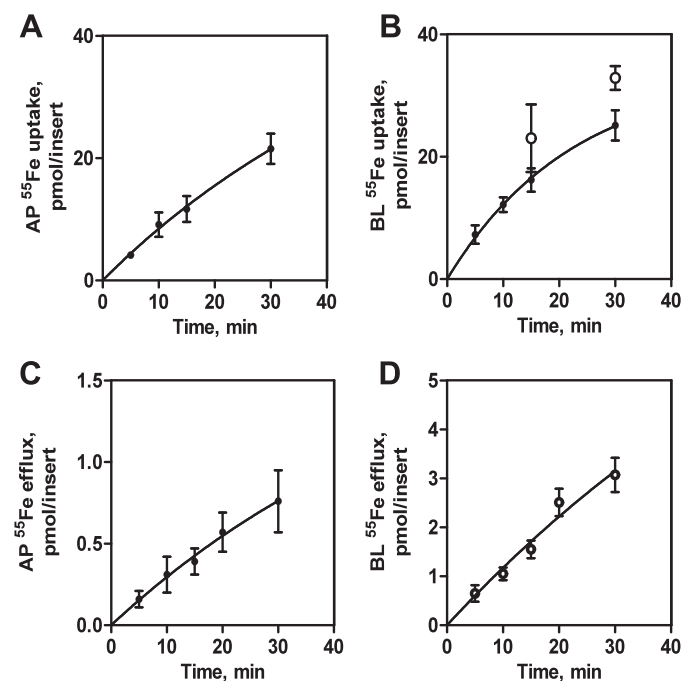 A
AP 55Fe uptake,
pmol/insert
40
20
0
0 10 20 30 40
Time, min
B
BL 55Fe uptake,
pmol/insert
40
20
0
0 10 20 30 40
Time, min
C
AP 55Fe efflux,
pmol/insert
1.5
1.0
0.5
0.0
0 10 20 30 40
Time, min
D
BL 55Fe efflux,
pmol/insert
5
4
3
2
1
0
0 10 20 30 40
Time, min